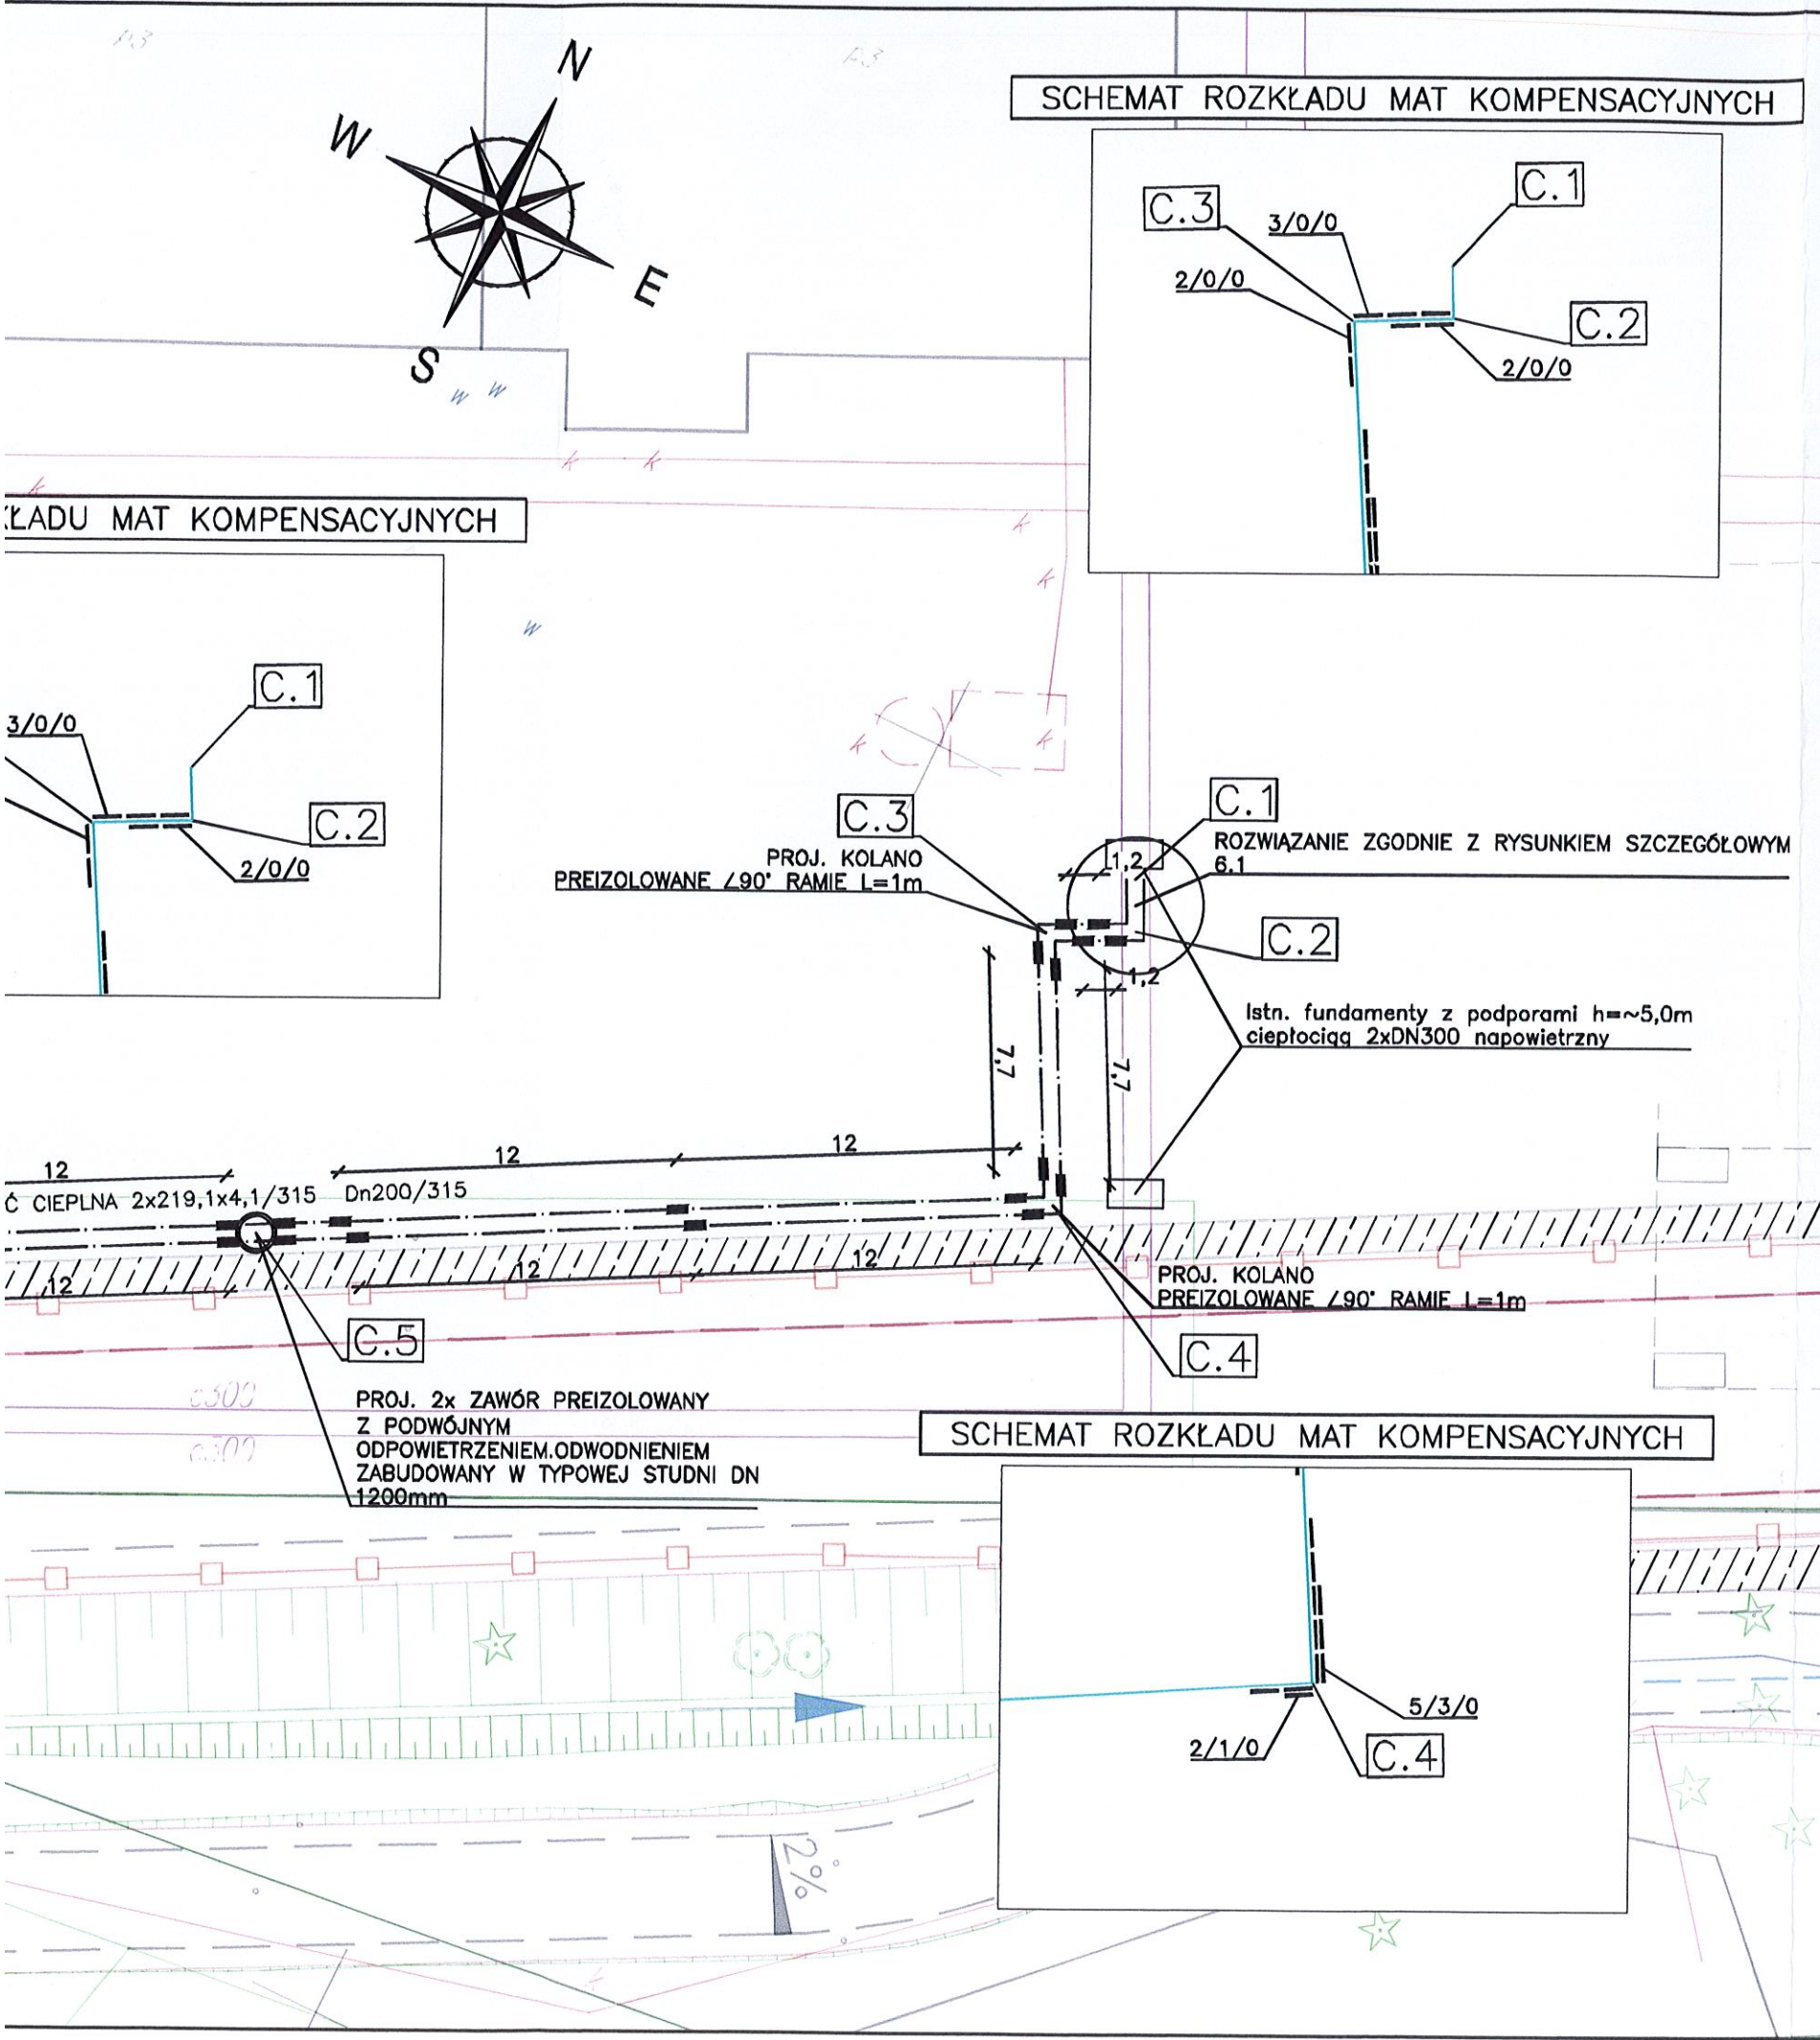 N
W
E
S
SCHEMAT ROZKŁADU MAT KOMPENSACYJNYCH
C.3
3/0/0
C.1
2/0/0
C.2
2/0/0
w w
k k
k
KŁADU MAT KOMPENSACYJNYCH
k
k
w
C.1
3/0/0
C.2
2/0/0
k
k
C.3
PROJ. KOLANO
PREIZOLOWANE ∠90° RAMIE L=1m
C.1
1,2
ROZWIĄZANIE ZGODNIE Z RYSUNKIEM SZCZEGÓŁOWYM
6.1
C.2
1,2
Istn. fundamenty z podporami h=~5,0m
ciepłociąg 2xDN300 napowietrzny
7,7
7,7
12
12
12
Ć CIEPLNA 2x219,1x4,1/315 Dn200/315
12
12
12
PROJ. KOLANO
PREIZOLOWANE ∠90° RAMIE L=1m
C.5
C.4
c300
c300
PROJ. 2x ZAWÓR PREIZOLOWANY
Z PODWÓJNYM
ODPOWIETRZENIEM.ODWODNIENIEM
ZABUDOWANY W TYPOWEJ STUDNI DN
1200mm
SCHEMAT ROZKŁADU MAT KOMPENSACYJNYCH
5/3/0
2/1/0
C.4
2%